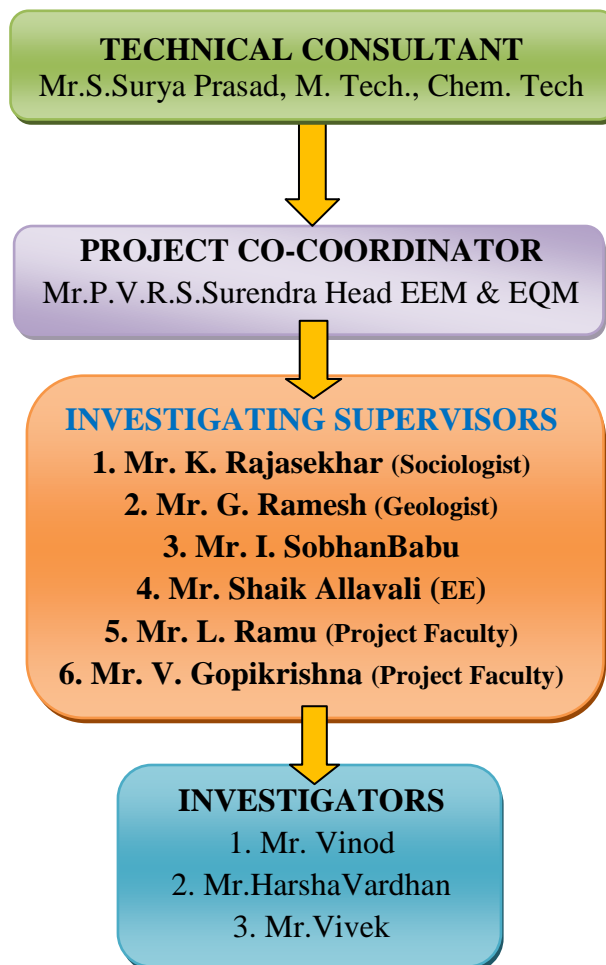 TECHNICAL CONSULTANT
Mr.S.Surya Prasad, M. Tech., Chem. Tech
PROJECT CO-COORDINATOR
Mr.P.V.R.S.Surendra Head EEM & EQM
INVESTIGATING SUPERVISORS
1. Mr. K. Rajasekhar (Sociologist)
2. Mr. G. Ramesh (Geologist)
3. Mr. I. SobhanBabu
4. Mr. Shaik Allavali (EE)
5. Mr. L. Ramu (Project Faculty)
6. Mr. V. Gopikrishna (Project Faculty)
INVESTIGATORS
1. Mr. Vinod
2. Mr.HarshaVardhan
3. Mr.Vivek